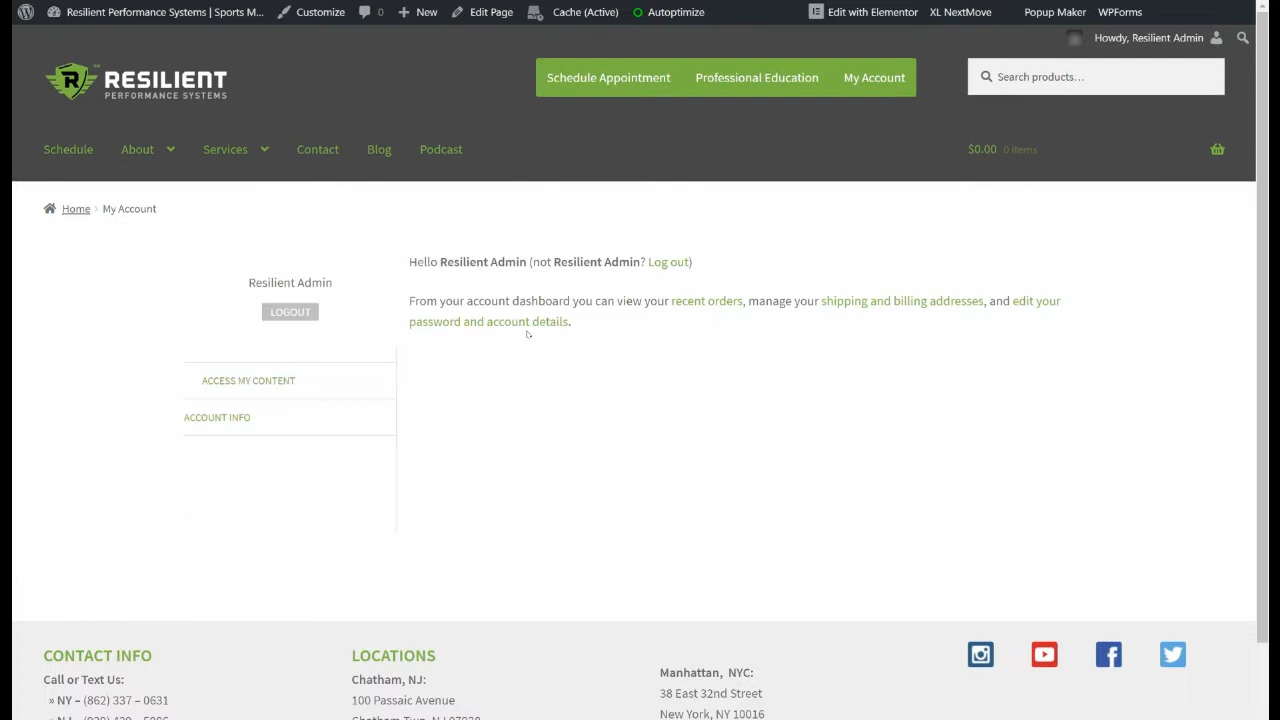 Resilient Performance Systems | Sports M... Customize 0 New Edit Page Cache (Active) Autoptimize Edit with Elementor XL NextMove Popup Maker WPForms
Howdy, Resilient Admin
RESILIENT
PERFORMANCE SYSTEMS
Schedule Appointment Professional Education My Account
Search products…
Schedule About Services Contact Blog Podcast
$0.00 0 items
Home My Account
Resilient Admin
LOGOUT
ACCESS MY CONTENT
ACCOUNT INFO
Hello Resilient Admin (not Resilient Admin? Log out)
From your account dashboard you can view your recent orders, manage your shipping and billing addresses, and edit your
password and account details.
CONTACT INFO
Call or Text Us:
» NY – (862) 337 – 0631
LOCATIONS
Chatham, NJ:
100 Passaic Avenue
Manhattan, NYC:
38 East 32nd Street
New York, NY 10016